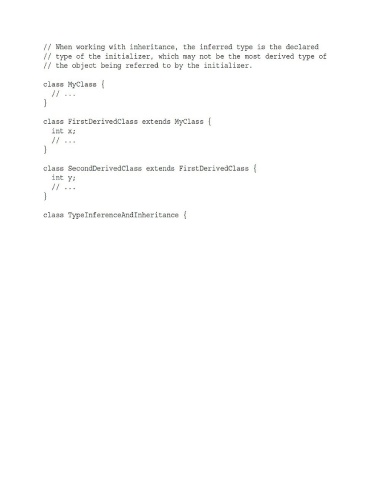 // When working with inheritance, the inferred type is the declared
// type of the initializer, which may not be the most derived type of
// the object being referred to by the initializer.
class MyClass {
// ...
}
class FirstDerivedClass extends MyClass {
int x;
// ...
}
class SecondDerivedClass extends FirstDerivedClass {
int y;
// ...
}
class TypeInferenceAndInheritance {